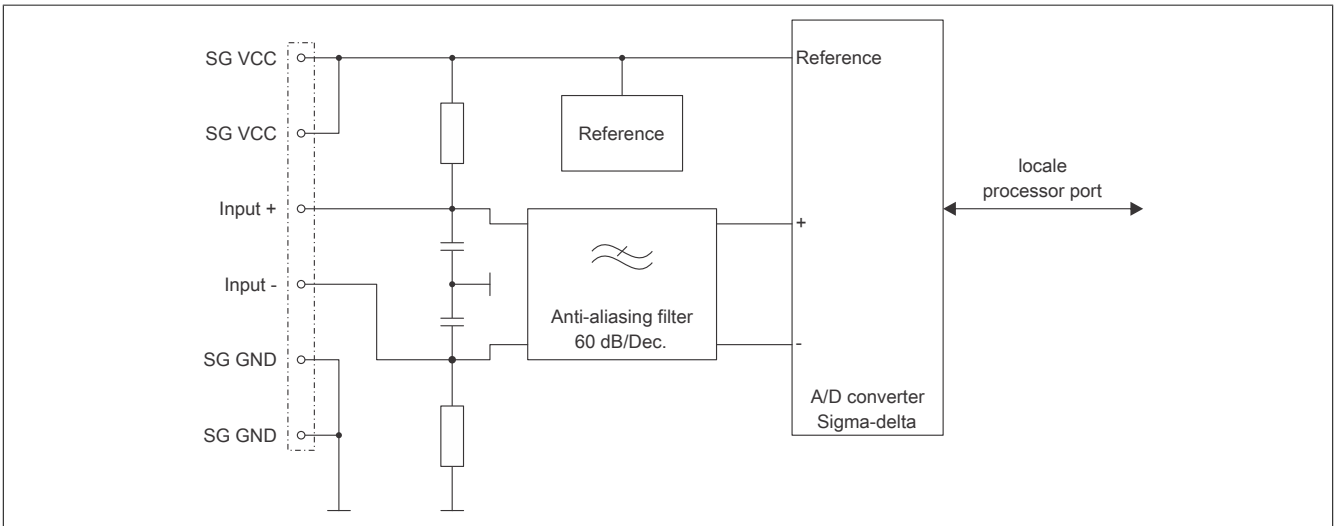 SG VCC
Reference
SG VCC
Reference
locale
processor port
Input +
+
Input -
Anti-aliasing filter
60 dB/Dec.
-
SG GND
A/D converter
Sigma-delta
SG GND